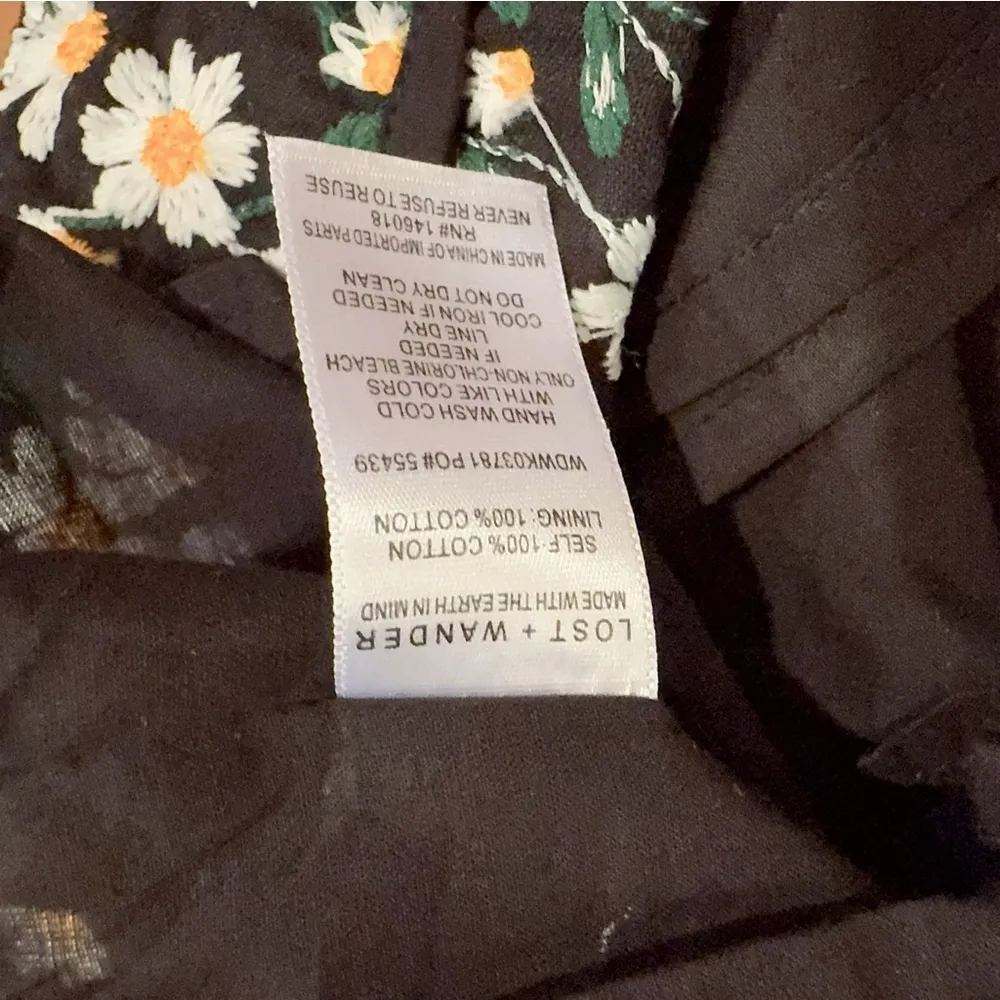 LOST + WANDER
MADE WITH THE EARTH IN MIND
SELF: 100% COTTON
LINING: 100% COTTON
WDWK03781 PO# 55439
HAND WASH COLD
WITH LIKE COLORS
ONLY NON-CHLORINE BLEACH
IF NEEDED
LINE DRY
COOL IRON IF NEEDED
DO NOT DRY CLEAN
MADE IN CHINA OF IMPORTED PARTS
RN# 146018
NEVER REFUSE TO REUSE